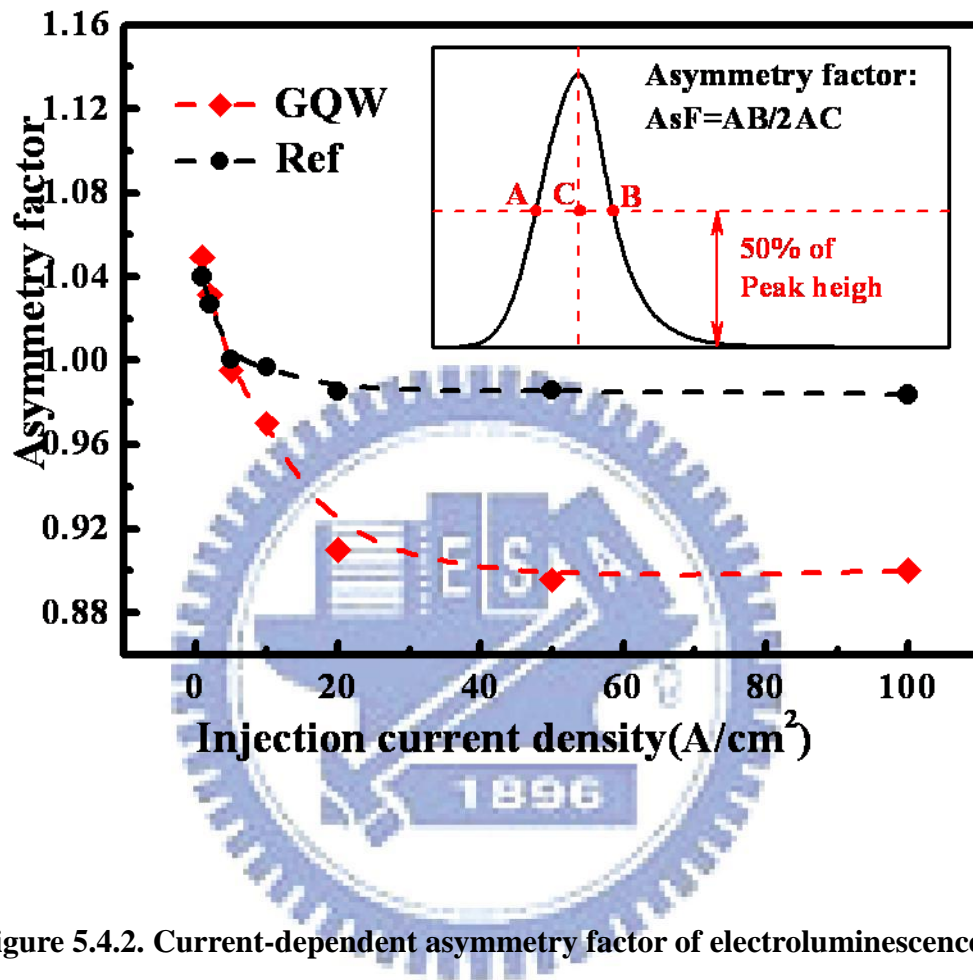 1.16
1.12
1.08
1.04
1.00
0.96
0.92
0.88
Asymmetry factor
GQW
Ref
Asymmetry factor:
AsF=AB/2AC
A
C
B
50% of
Peak heigh
0
20
40
60
80
100
Injection current density(A/cm²)
ESA
1896
igure 5.4.2. Current-dependent asymmetry factor of electroluminescence